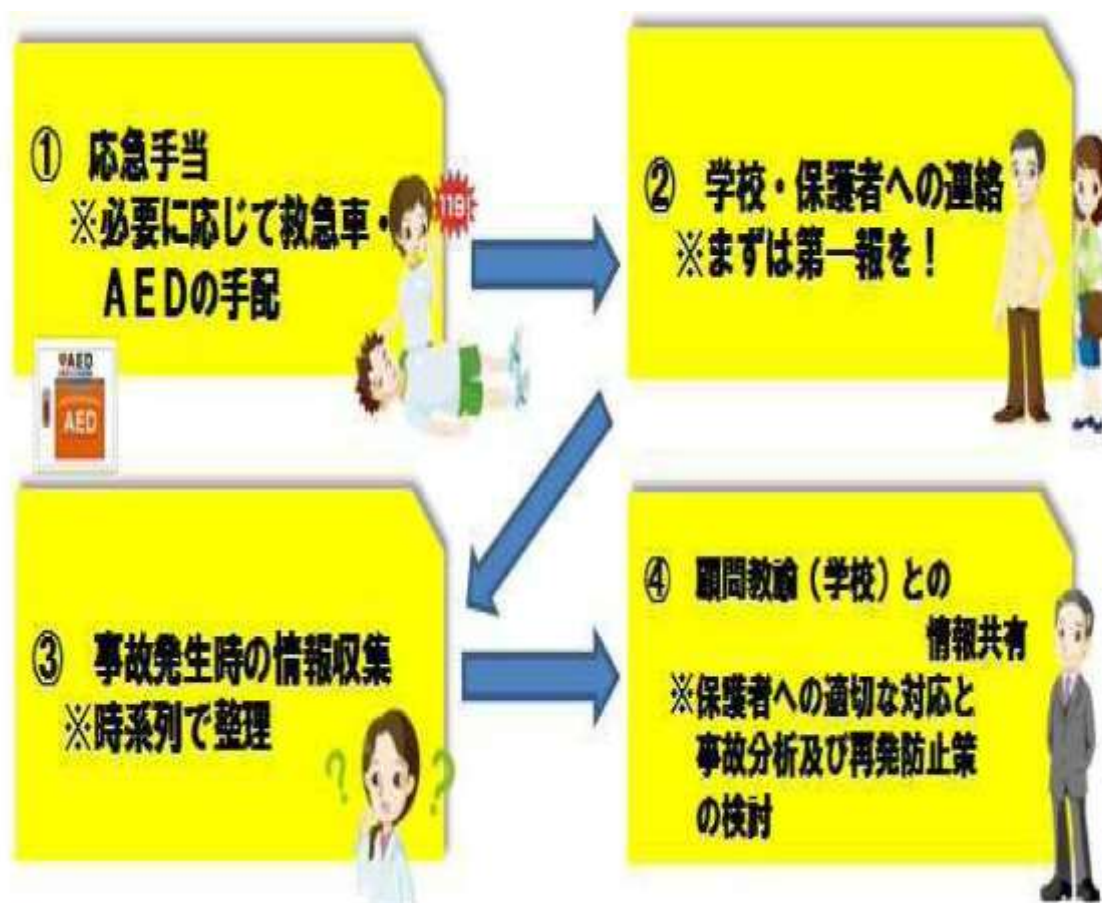 ① 応急手当
※必要に応じて救急車・
AEDの手配
119!
AED
AED
② 学校・保護者への連絡
※まずは第一報を！
③ 事故発生時の情報収集
※時系列で整理
? ?
④ 顧問教諭（学校）との
情報共有
※保護者への適切な対応と
事故分析及び再発防止策
の検討